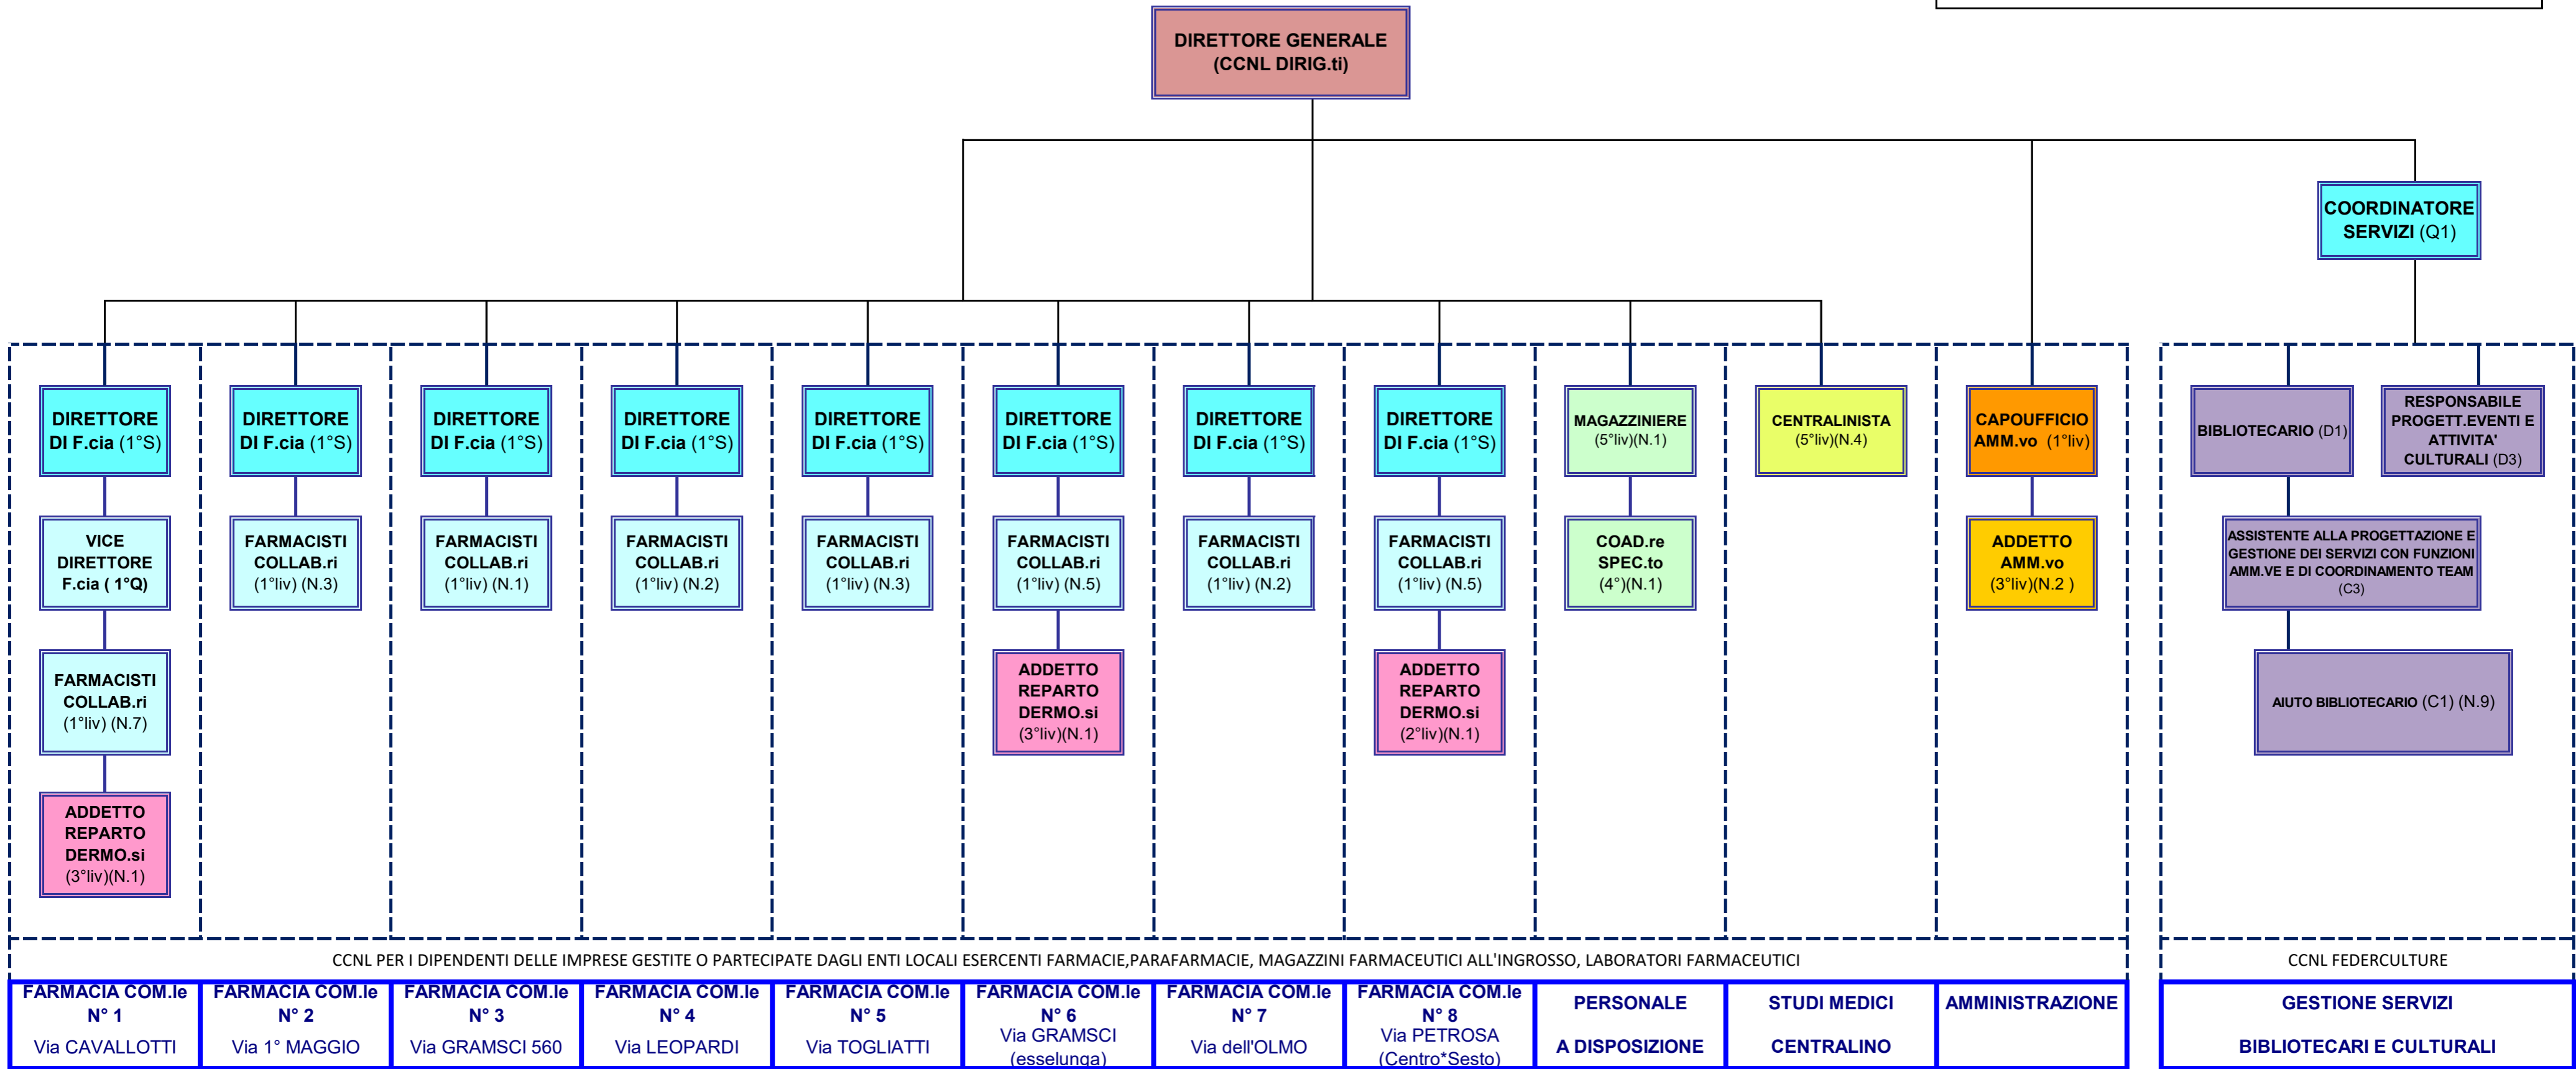 DIRETTORE GENERALE
(CCNL DIRIG.ti)
COORDINATORE
SERVIZI (Q1)
DIRETTORE
DI F.cia (1°S)
DIRETTORE
DI F.cia (1°S)
DIRETTORE
DI F.cia (1°S)
DIRETTORE
DI F.cia (1°S)
DIRETTORE
DI F.cia (1°S)
DIRETTORE
DI F.cia (1°S)
DIRETTORE
DI F.cia (1°S)
DIRETTORE
DI F.cia (1°S)
MAGAZZINIERE
(5°liv)(N.1)
CENTRALINISTA
(5°liv)(N.4)
CAPOUFFICIO
AMM.vo (1°liv)
BIBLIOTECARIO (D1)
RESPONSABILE
PROGETT.EVENTI E
ATTIVITA'
CULTURALI (D3)
VICE
DIRETTORE
F.cia ( 1°Q)
FARMACISTI
COLLAB.ri
(1°liv) (N.3)
FARMACISTI
COLLAB.ri
(1°liv) (N.1)
FARMACISTI
COLLAB.ri
(1°liv) (N.2)
FARMACISTI
COLLAB.ri
(1°liv) (N.3)
FARMACISTI
COLLAB.ri
(1°liv) (N.5)
FARMACISTI
COLLAB.ri
(1°liv) (N.2)
FARMACISTI
COLLAB.ri
(1°liv) (N.5)
COAD.re
SPEC.to
(4°)(N.1)
ADDETTO
AMM.vo
(3°liv)(N.2 )
ASSISTENTE ALLA PROGETTAZIONE E
GESTIONE DEI SERVIZI CON FUNZIONI
AMM.VE E DI COORDINAMENTO TEAM
(C3)
FARMACISTI
COLLAB.ri
(1°liv) (N.7)
ADDETTO
REPARTO
DERMO.si
(3°liv)(N.1)
ADDETTO
REPARTO
DERMO.si
(2°liv)(N.1)
AIUTO BIBLIOTECARIO (C1) (N.9)
ADDETTO
REPARTO
DERMO.si
(3°liv)(N.1)
CCNL PER I DIPENDENTI DELLE IMPRESE GESTITE O PARTECIPATE DAGLI ENTI LOCALI ESERCENTI FARMACIE,PARAFARMACIE, MAGAZZINI FARMACEUTICI ALL'INGROSSO, LABORATORI FARMACEUTICI
CCNL FEDERCULTURE
FARMACIA COM.le
N° 1
Via CAVALLOTTI
FARMACIA COM.le
N° 2
Via 1° MAGGIO
FARMACIA COM.le
N° 3
Via GRAMSCI 560
FARMACIA COM.le
N° 4
Via LEOPARDI
FARMACIA COM.le
N° 5
Via TOGLIATTI
FARMACIA COM.le
N° 6
Via GRAMSCI
(esselunga)
FARMACIA COM.le
N° 7
Via dell'OLMO
FARMACIA COM.le
N° 8
Via PETROSA
(Centro*Sesto)
PERSONALE
A DISPOSIZIONE
STUDI MEDICI
CENTRALINO
AMMINISTRAZIONE
GESTIONE SERVIZI
BIBLIOTECARI E CULTURALI